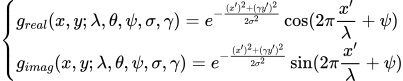 g_{real}(x, y; λ, θ, ψ, σ, γ) = e^{-\frac{(x')^2+(γy')^2}{2σ^2}} cos(2π\frac{x'}{λ} + ψ)
g_{imag}(x, y; λ, θ, ψ, σ, γ) = e^{-\frac{(x')^2+(γy')^2}{2σ^2}} sin(2π\frac{x'}{λ} + ψ)